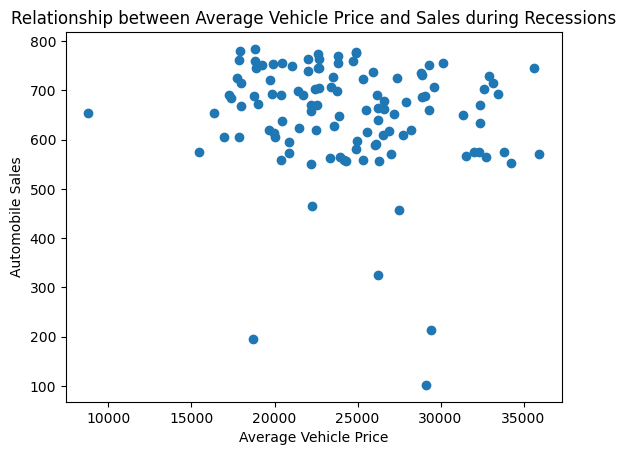 Relationship between Average Vehicle Price and Sales during Recessions
800
700
600
500
400
300
200
100
Automobile Sales
10000 15000 20000 25000 30000 35000
Average Vehicle Price